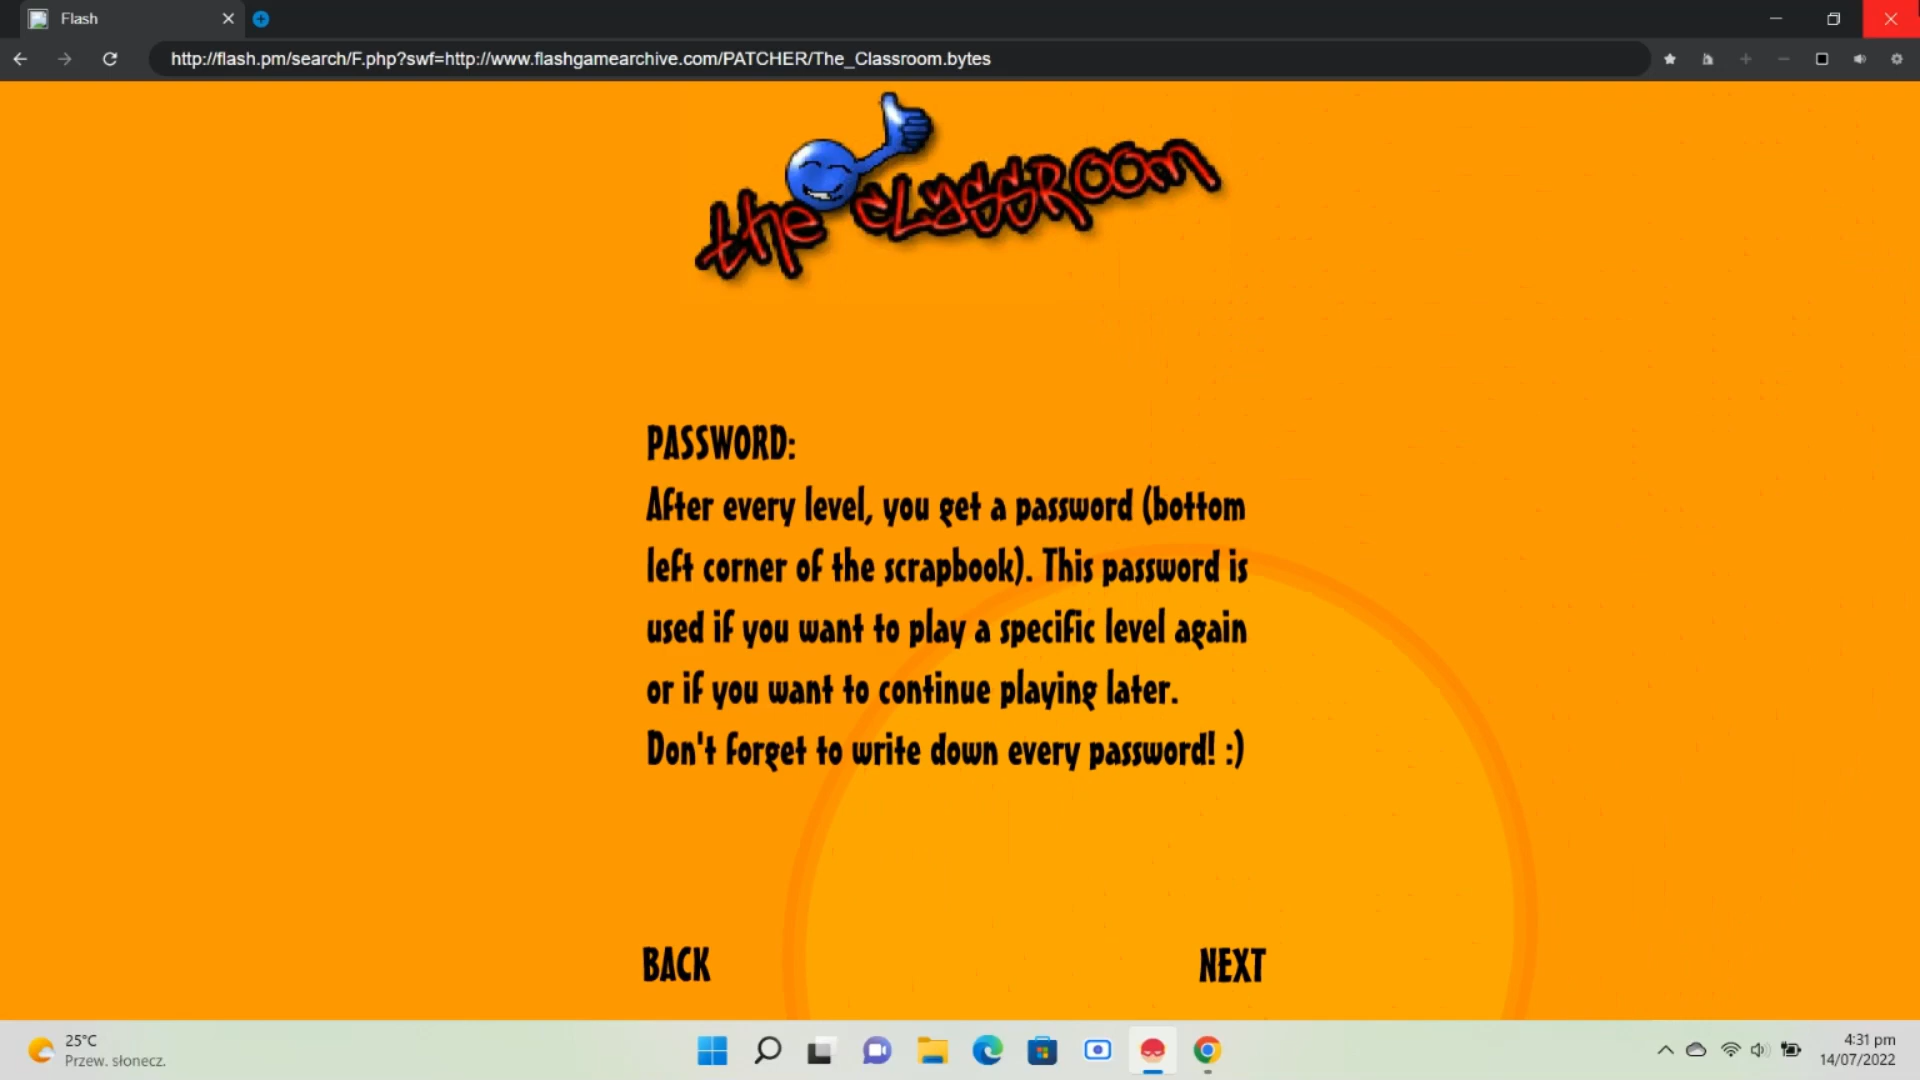 Flash
http://flash.pm/search/F.php?swf=http://www.flashgamearchive.com/PATCHER/The_Classroom.bytes
the classroom
PASSWORD:
After every level, you get a password (bottom
left corner of the scrapbook). This password is
used if you want to play a specific level again
or if you want to continue playing later.
Don't forget to write down every password! :)
BACK
NEXT
25°C
Przew. słonecz.
4:31 pm
14/07/2022